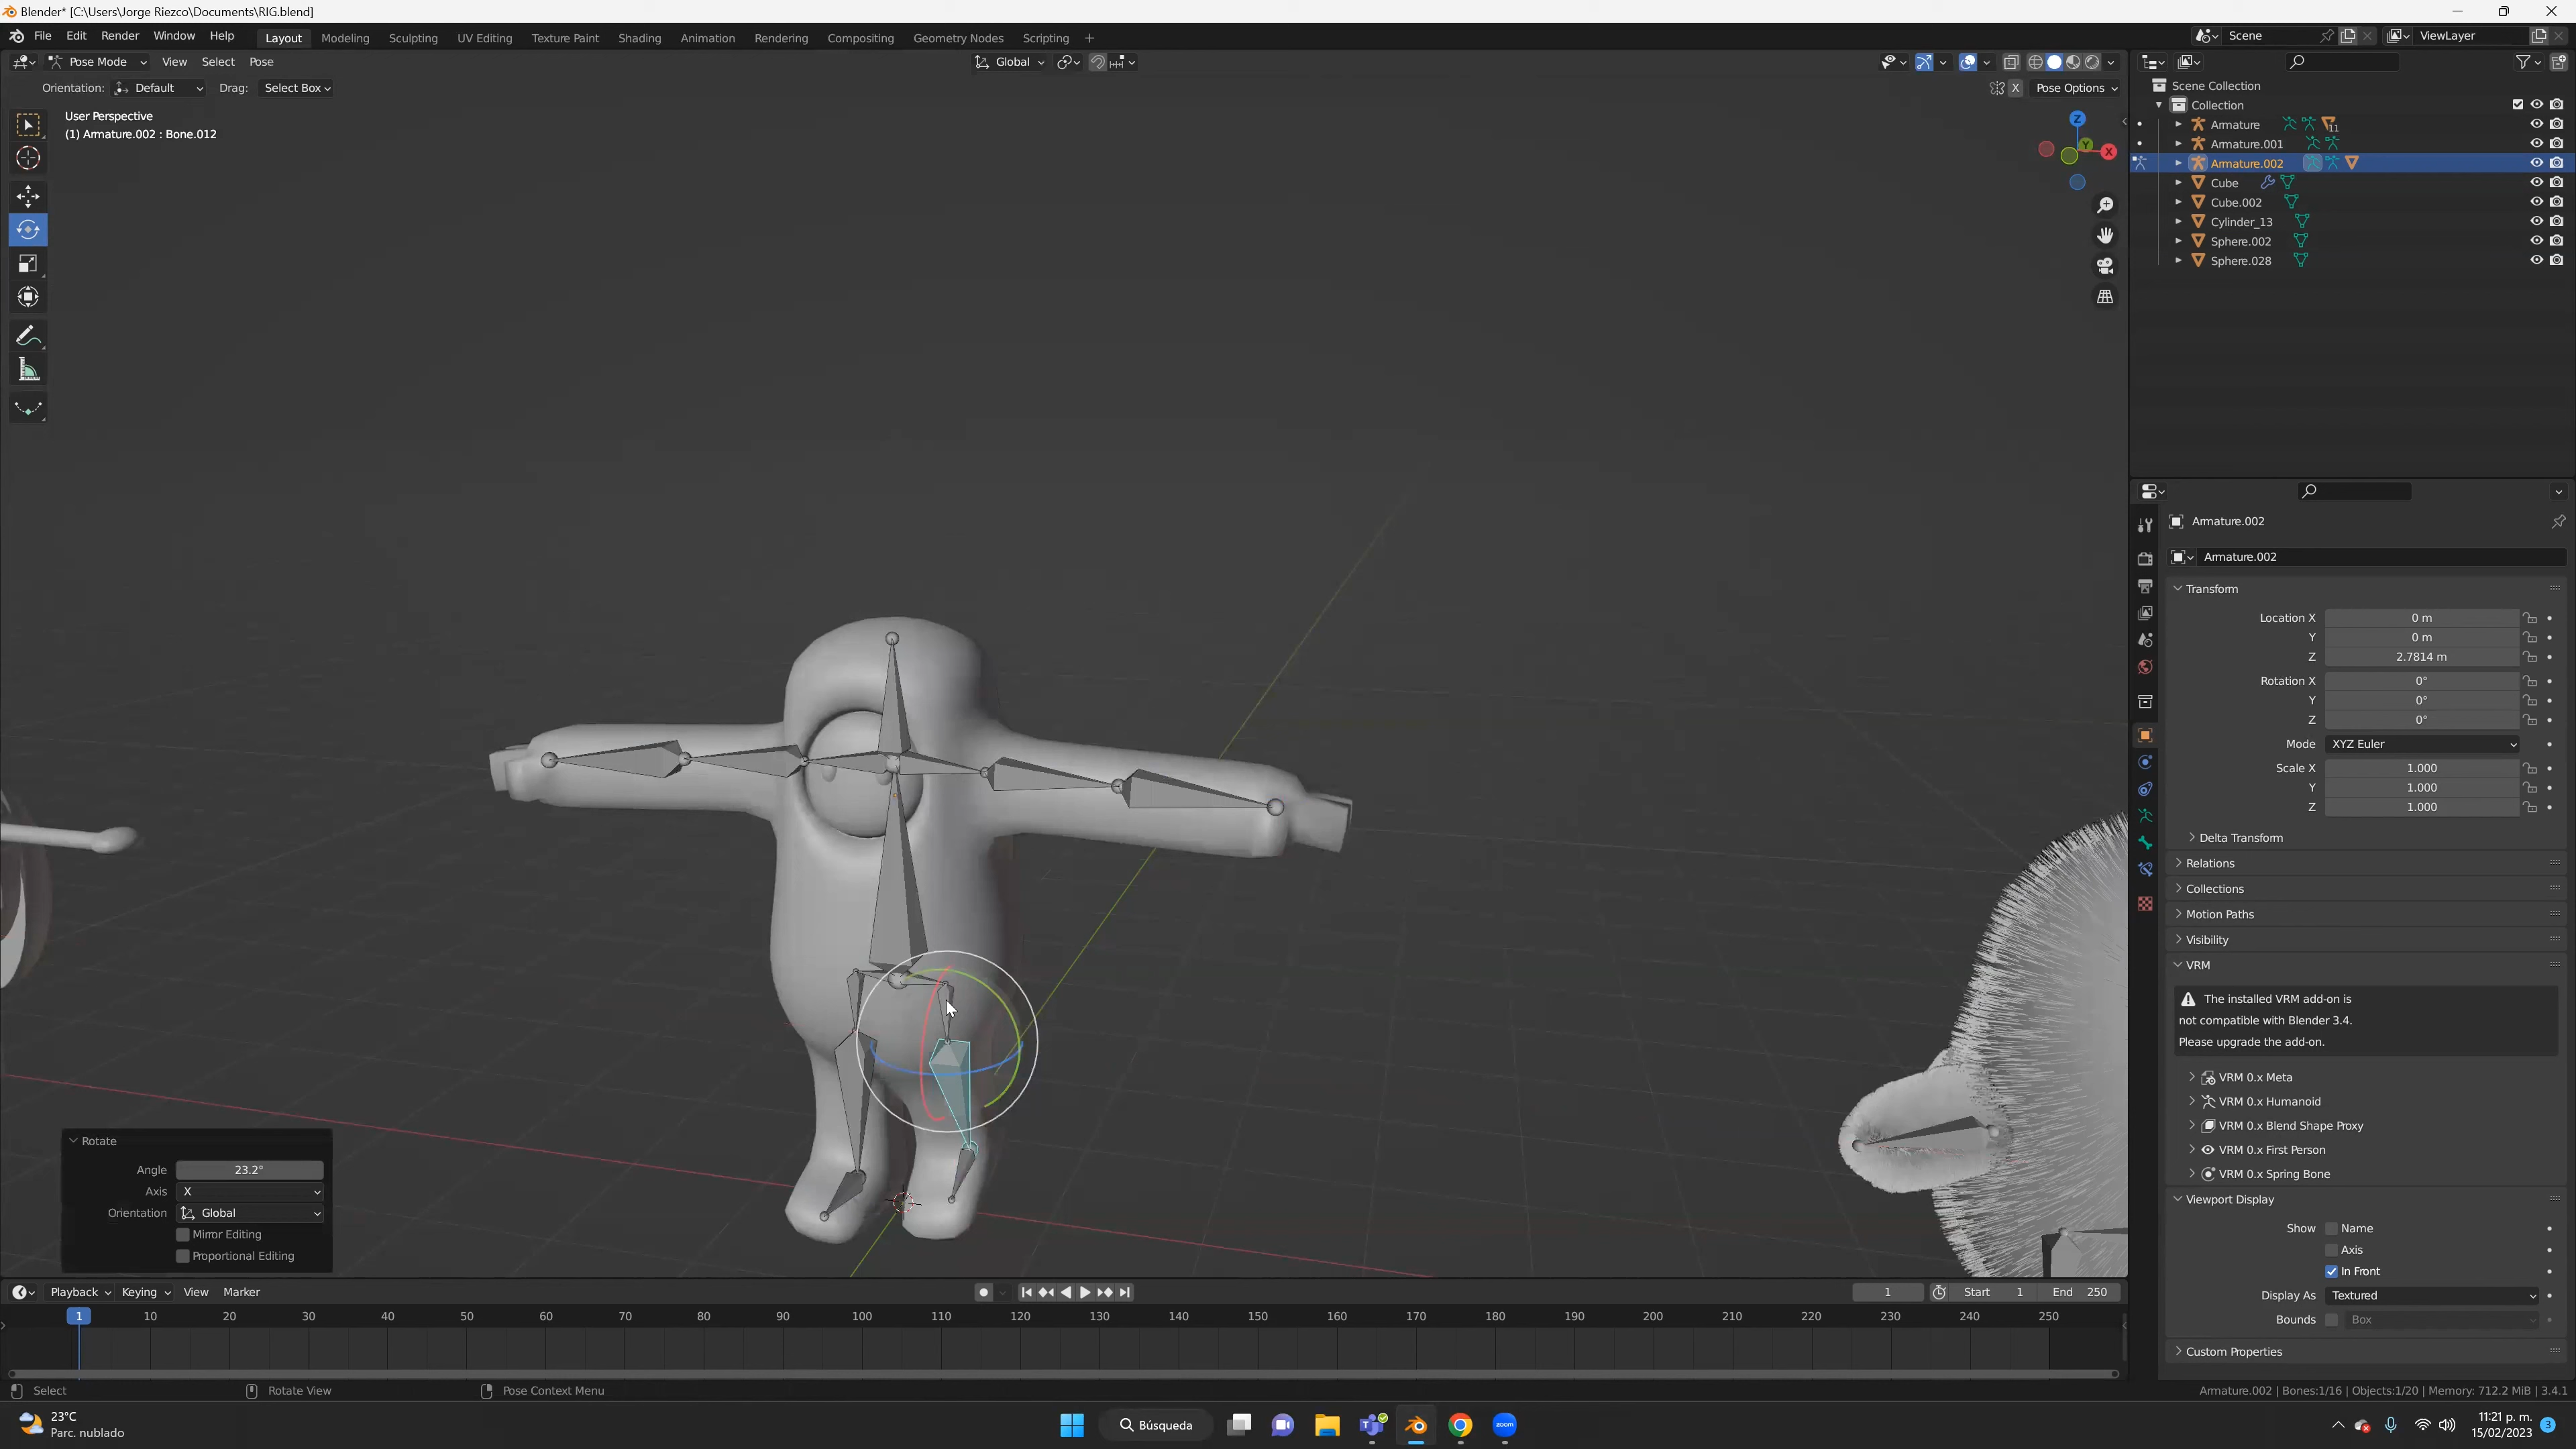 Blender* [C:\Users\Jorge Riezco\Documents\RIG.blend]
File Edit Render Window Help Layout Modeling Sculpting UV Editing Texture Paint Shading Animation Rendering Compositing Geometry Nodes Scripting + Scene ViewLayer
Pose Mode View Select Pose Global
Orientation: Default Drag: Select Box X Pose Options
User Perspective
(1) Armature.002 : Bone.012
Z
Y
X
Scene Collection
Collection
Armature 11
Armature.001
Armature.002
Cube
Cube.002
Cylinder_13
Sphere.002
Sphere.028
Armature.002
Armature.002
Transform
Location X 0 m
Y 0 m
Z 2.7814 m
Rotation X 0°
Y 0°
Z 0°
Mode XYZ Euler
Scale X 1.000
Y 1.000
Z 1.000
Delta Transform
Relations
Collections
Motion Paths
Visibility
VRM
The installed VRM add-on is
not compatible with Blender 3.4.
Please upgrade the add-on.
VRM 0.x Meta
VRM 0.x Humanoid
VRM 0.x Blend Shape Proxy
VRM 0.x First Person
VRM 0.x Spring Bone
Viewport Display
Show Name
Axis
In Front
Display As Textured
Bounds Box
Custom Properties
Rotate
Angle 23.2°
Axis X
Orientation Global
Mirror Editing
Proportional Editing
Playback Keying View Marker 1 Start 1 End 250
1 10 20 30 40 50 60 70 80 90 100 110 120 130 140 150 160 170 180 190 200 210 220 230 240 250
Select Rotate View Pose Context Menu Armature.002 | Bones:1/16 | Objects:1/20 | Memory: 712.2 MiB | 3.4.1
23°C
Parc. nublado
Búsqueda
zoom
11:21 p. m.
15/02/2023
3